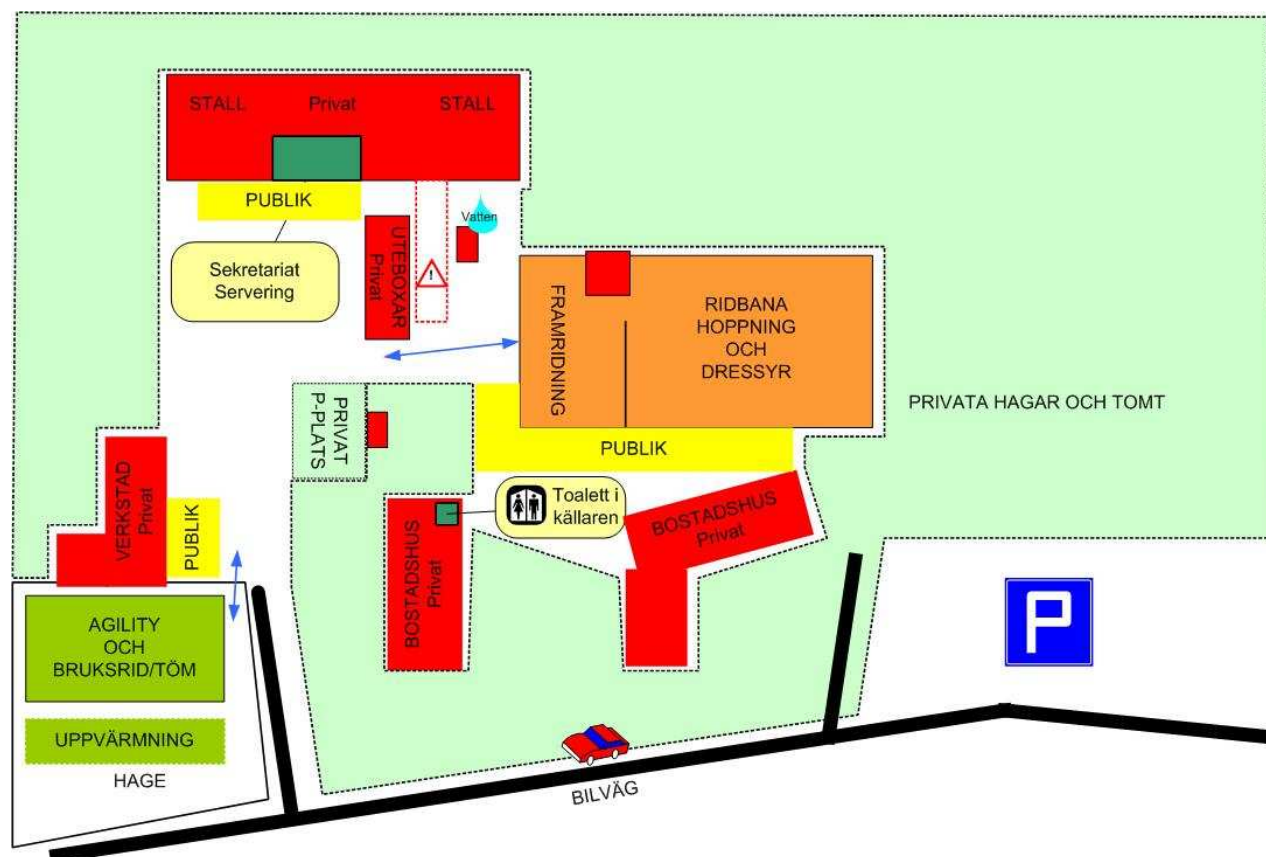 STALL Privat STALL
PUBLIK
Vatten
Sekretariat
Servering
UTEBOXAR
Privat
!
FRAMRIDNING
RIDBANA
HOPPNING
OCH
DRESSYR
PRIVATA HAGAR OCH TOMT
PRIVAT
P-PLATS
PUBLIK
VERKSTAD
Privat
PUBLIK
Toalett i
källaren
BOSTADSHUS
Privat
BOSTADSHUS
Privat
AGILITY
OCH
BRUKSRID/TÖM
P
UPPVÄRMNING
HAGE
BILVÄG